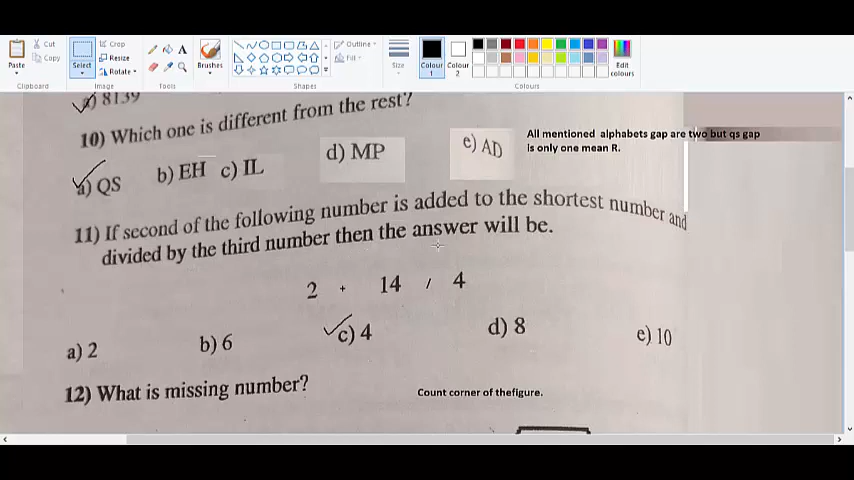 Cut
Copy
Paste
Clipboard
Select
Crop
Resize
Rotate
Image
Tools
Brushes
Shapes
Outline
Fill
Size
Colour 1
Colour 2
Edit colours
Colours
a) 8139
10) Which one is different from the rest?
All mentioned alphabets gap are two but qs gap
is only one mean R.
a) QS b) EH c) IL d) MP e) AD
11) If second of the following number is added to the shortest number and
divided by the third number then the answer will be.
2 + 14 / 4
a) 2 b) 6 c) 4 d) 8 e) 10
12) What is missing number?
Count corner of thefigure.